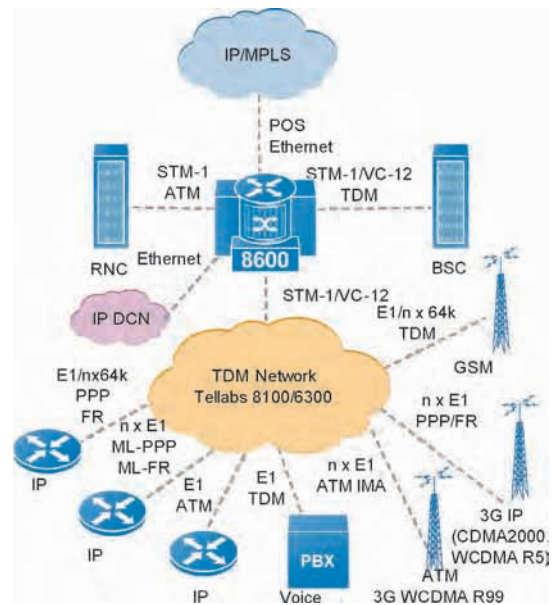 IP/MPLS
POS
Ethernet
STM-1
ATM
STM-1/VC-12
TDM
RNC
Ethernet
8600
BSC
IP DCN
STM-1/VC-12
E1/n x 64k
TDM
GSM
TDM Network
Tellabs 8100/6300
E1/nx64k
PPP
FR
n x E1
ML-PPP
ML-FR
n x E1
PPP/FR
IP
E1
ATM
E1
TDM
n x E1
ATM IMA
IP
IP
PBX
Voice
3G IP
(CDMA2000.
WCDMA R5)
ATM
3G WCDMA R99